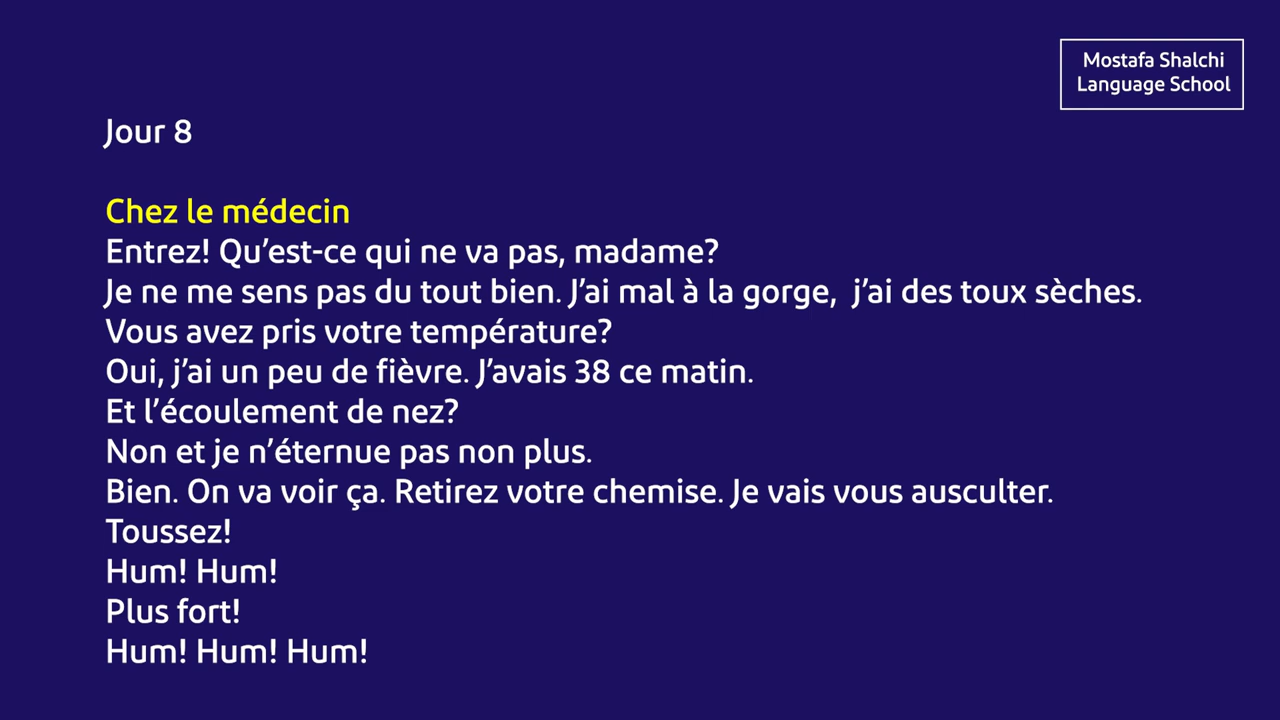 Mostafa Shalchi
Language School
Jour 8
Chez le médecin
Entrez! Qu’est-ce qui ne va pas, madame?
Je ne me sens pas du tout bien. J’ai mal à la gorge,  j’ai des toux sèches.
Vous avez pris votre température?
Oui, j’ai un peu de fièvre. J’avais 38 ce matin.
Et l’écoulement de nez?
Non et je n’éternue pas non plus.
Bien. On va voir ça. Retirez votre chemise. Je vais vous ausculter.
Toussez!
Hum! Hum!
Plus fort!
Hum! Hum! Hum!